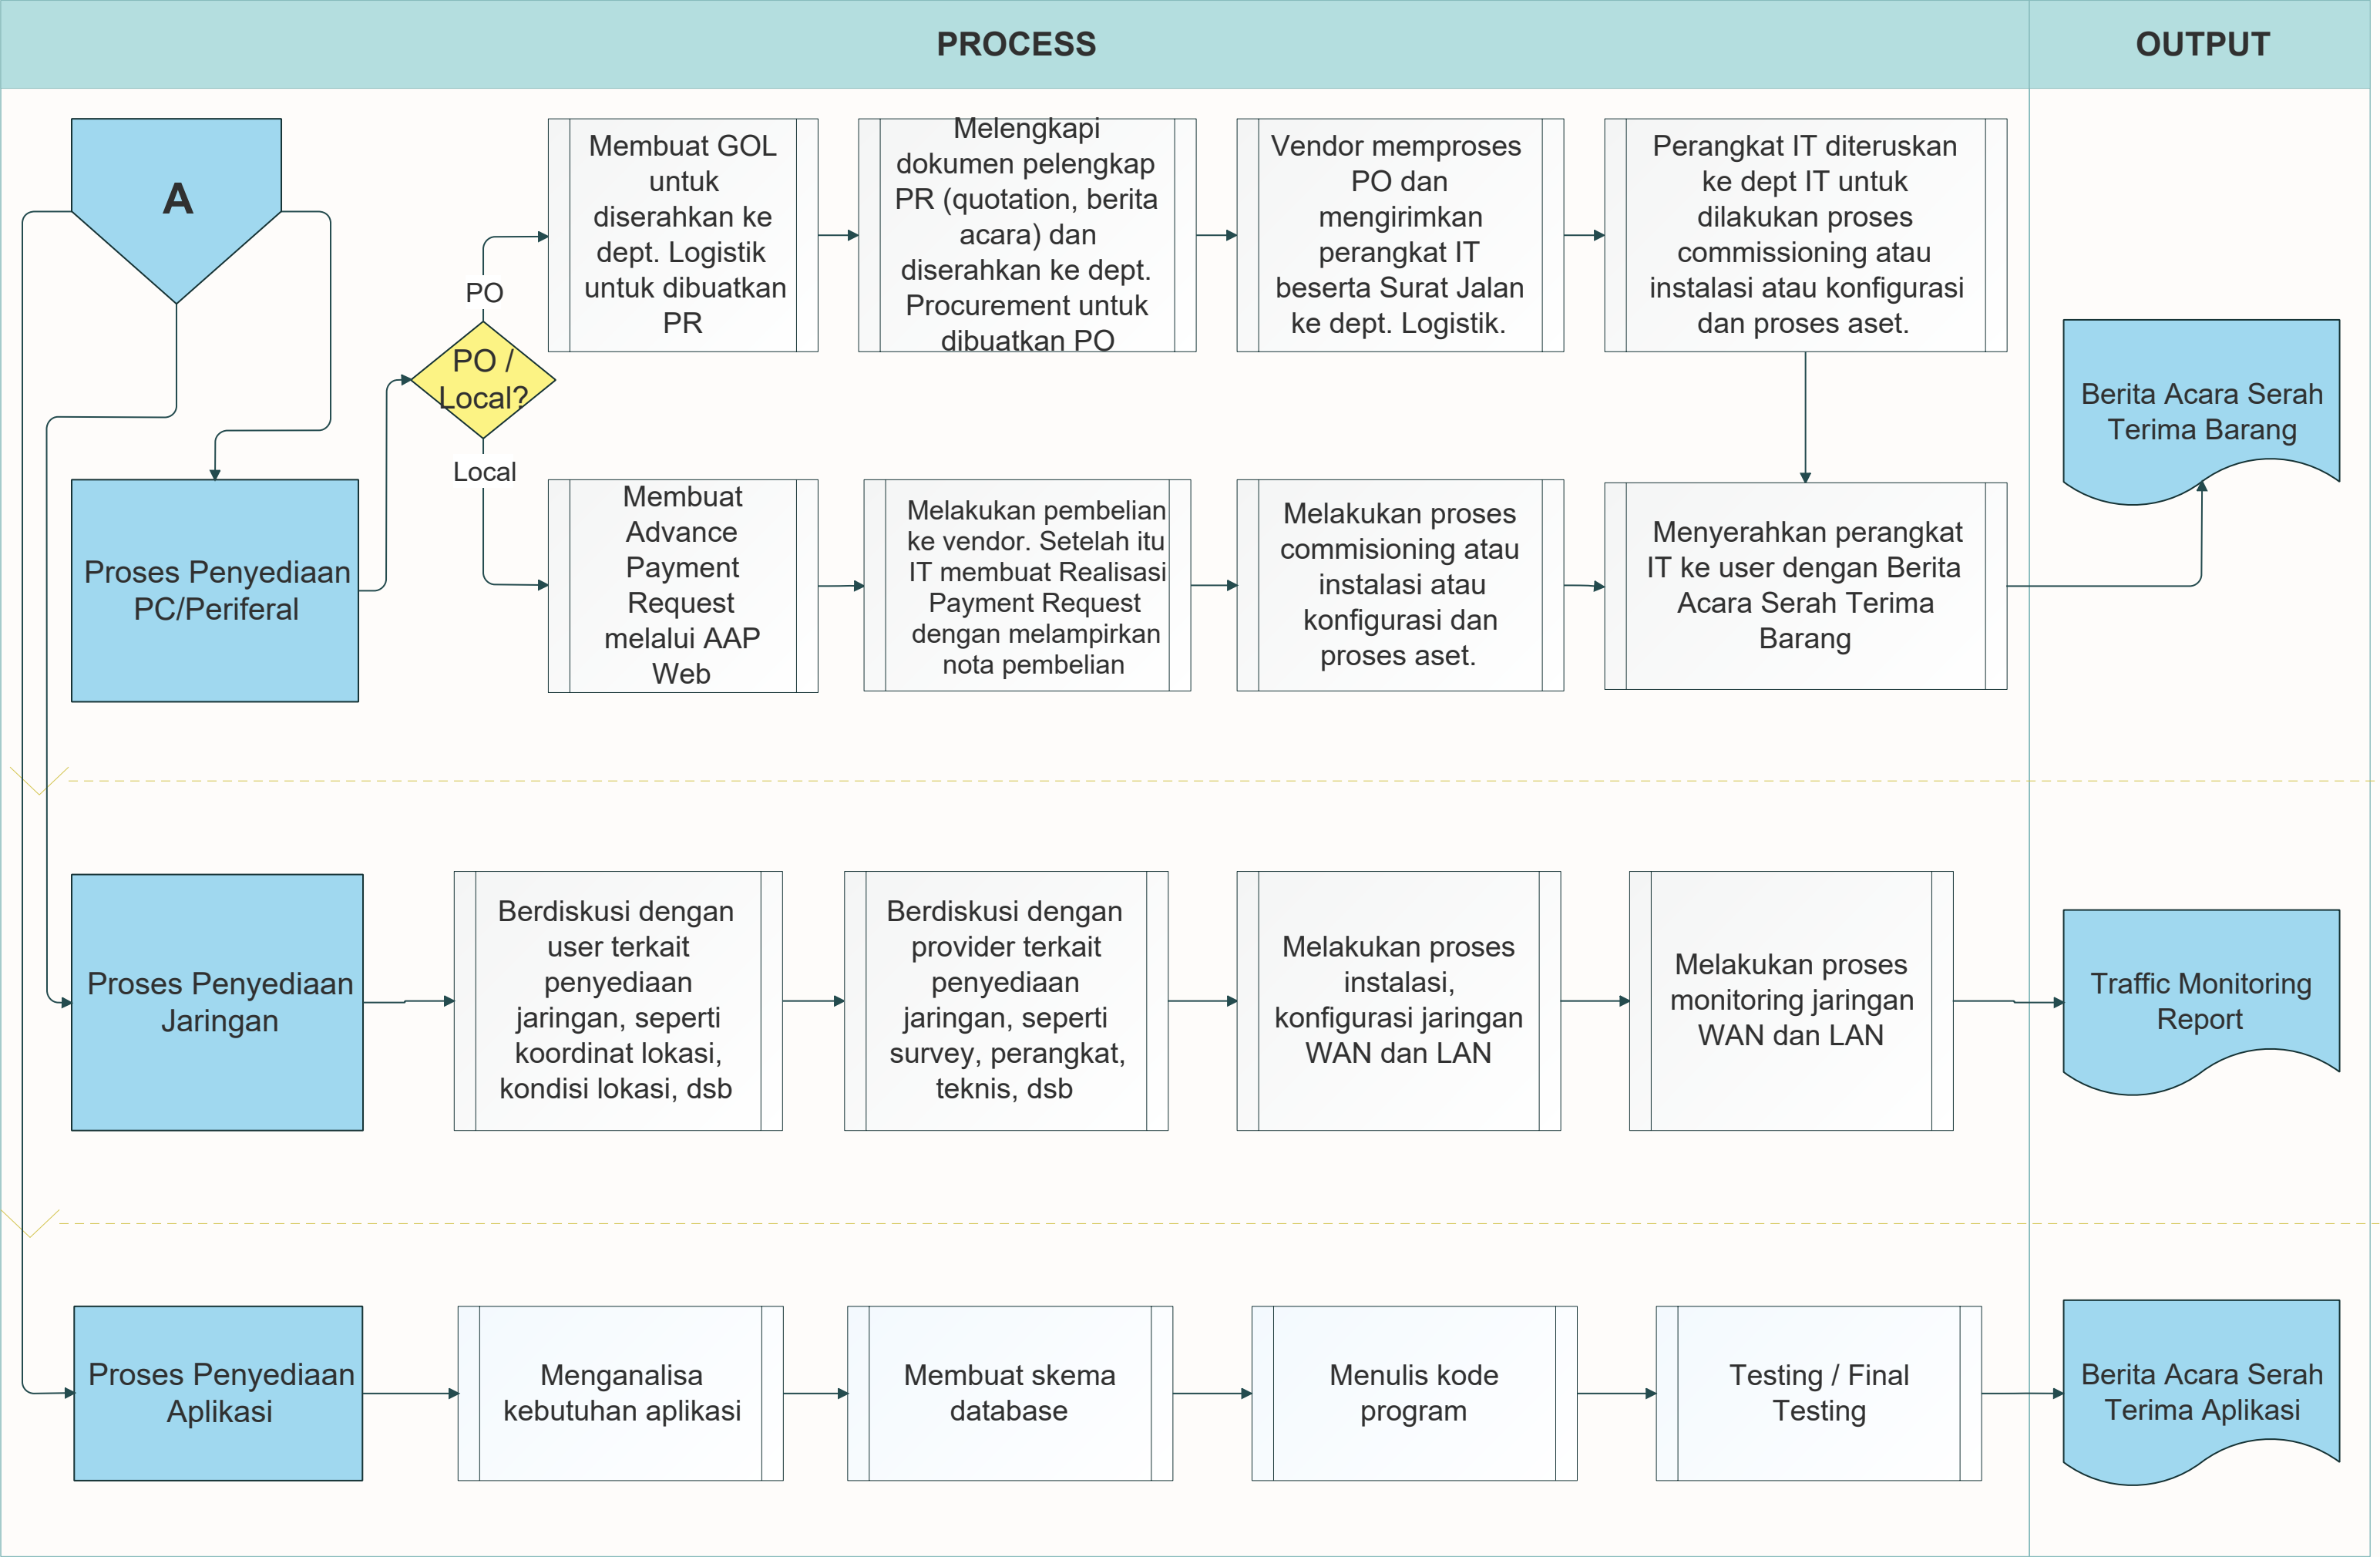 PROCESS
OUTPUT
A
Membuat GOL
untuk
diserahkan ke
dept. Logistik
untuk dibuatkan
PR
Melengkapi
dokumen pelengkap
PR (quotation, berita
acara) dan
diserahkan ke dept.
Procurement untuk
dibuatkan PO
Vendor memproses
PO dan
mengirimkan
perangkat IT
beserta Surat Jalan
ke dept. Logistik.
Perangkat IT diteruskan
ke dept IT untuk
dilakukan proses
commissioning atau
instalasi atau konfigurasi
dan proses aset.
PO
PO /
Local?
Local
Berita Acara Serah
Terima Barang
Proses Penyediaan
PC/Periferal
Membuat
Advance
Payment
Request
melalui AAP
Web
Melakukan pembelian
ke vendor. Setelah itu
IT membuat Realisasi
Payment Request
dengan melampirkan
nota pembelian
Melakukan proses
commisioning atau
instalasi atau
konfigurasi dan
proses aset.
Menyerahkan perangkat
IT ke user dengan Berita
Acara Serah Terima
Barang
Proses Penyediaan
Jaringan
Berdiskusi dengan
user terkait
penyediaan
jaringan, seperti
koordinat lokasi,
kondisi lokasi, dsb
Berdiskusi dengan
provider terkait
penyediaan
jaringan, seperti
survey, perangkat,
teknis, dsb
Melakukan proses
instalasi,
konfigurasi jaringan
WAN dan LAN
Melakukan proses
monitoring jaringan
WAN dan LAN
Traffic Monitoring
Report
Proses Penyediaan
Aplikasi
Menganalisa
kebutuhan aplikasi
Membuat skema
database
Menulis kode
program
Testing / Final
Testing
Berita Acara Serah
Terima Aplikasi